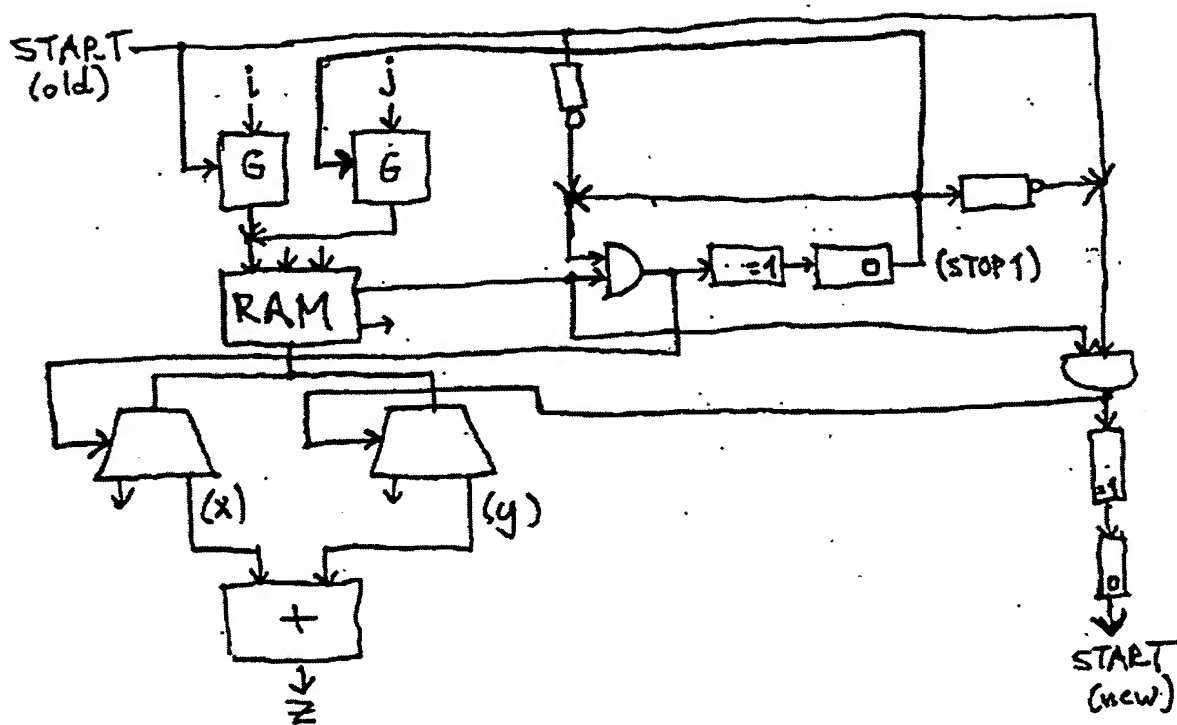 START
(old)
i
j
G
G
RAM
:=1
0
(STOP1)
(x)
(y)
:=1
0
+
z
START
(new)